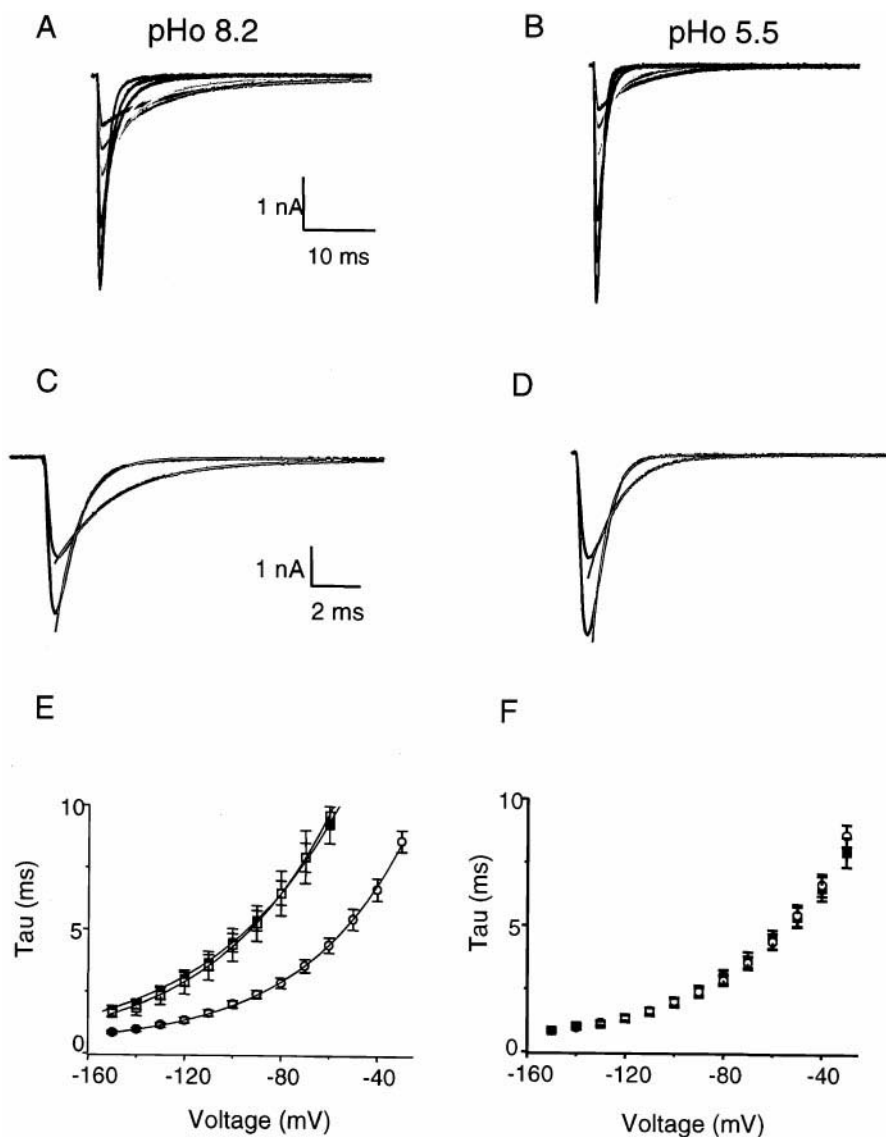 A
pHo 8.2
B
pHo 5.5
1 nA
10 ms
C
D
1 nA
2 ms
E
F
10
5
0
Tau (ms)
-160
-120
-80
-40
Voltage (mV)
10
5
0
Tau (ms)
-160
-120
-80
-40
Voltage (mV)